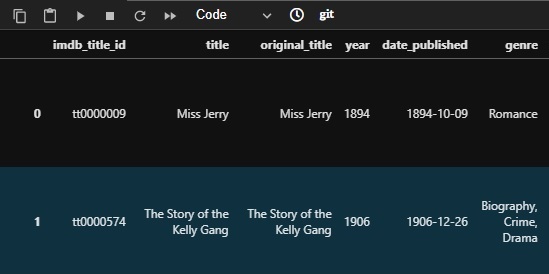 Code git
imdb_title_id title original_title year date_published genre
0 tt0000009 Miss Jerry Miss Jerry 1894 1894-10-09 Romance
1 tt0000574 The Story of the Kelly Gang The Story of the Kelly Gang 1906 1906-12-26 Biography, Crime, Drama